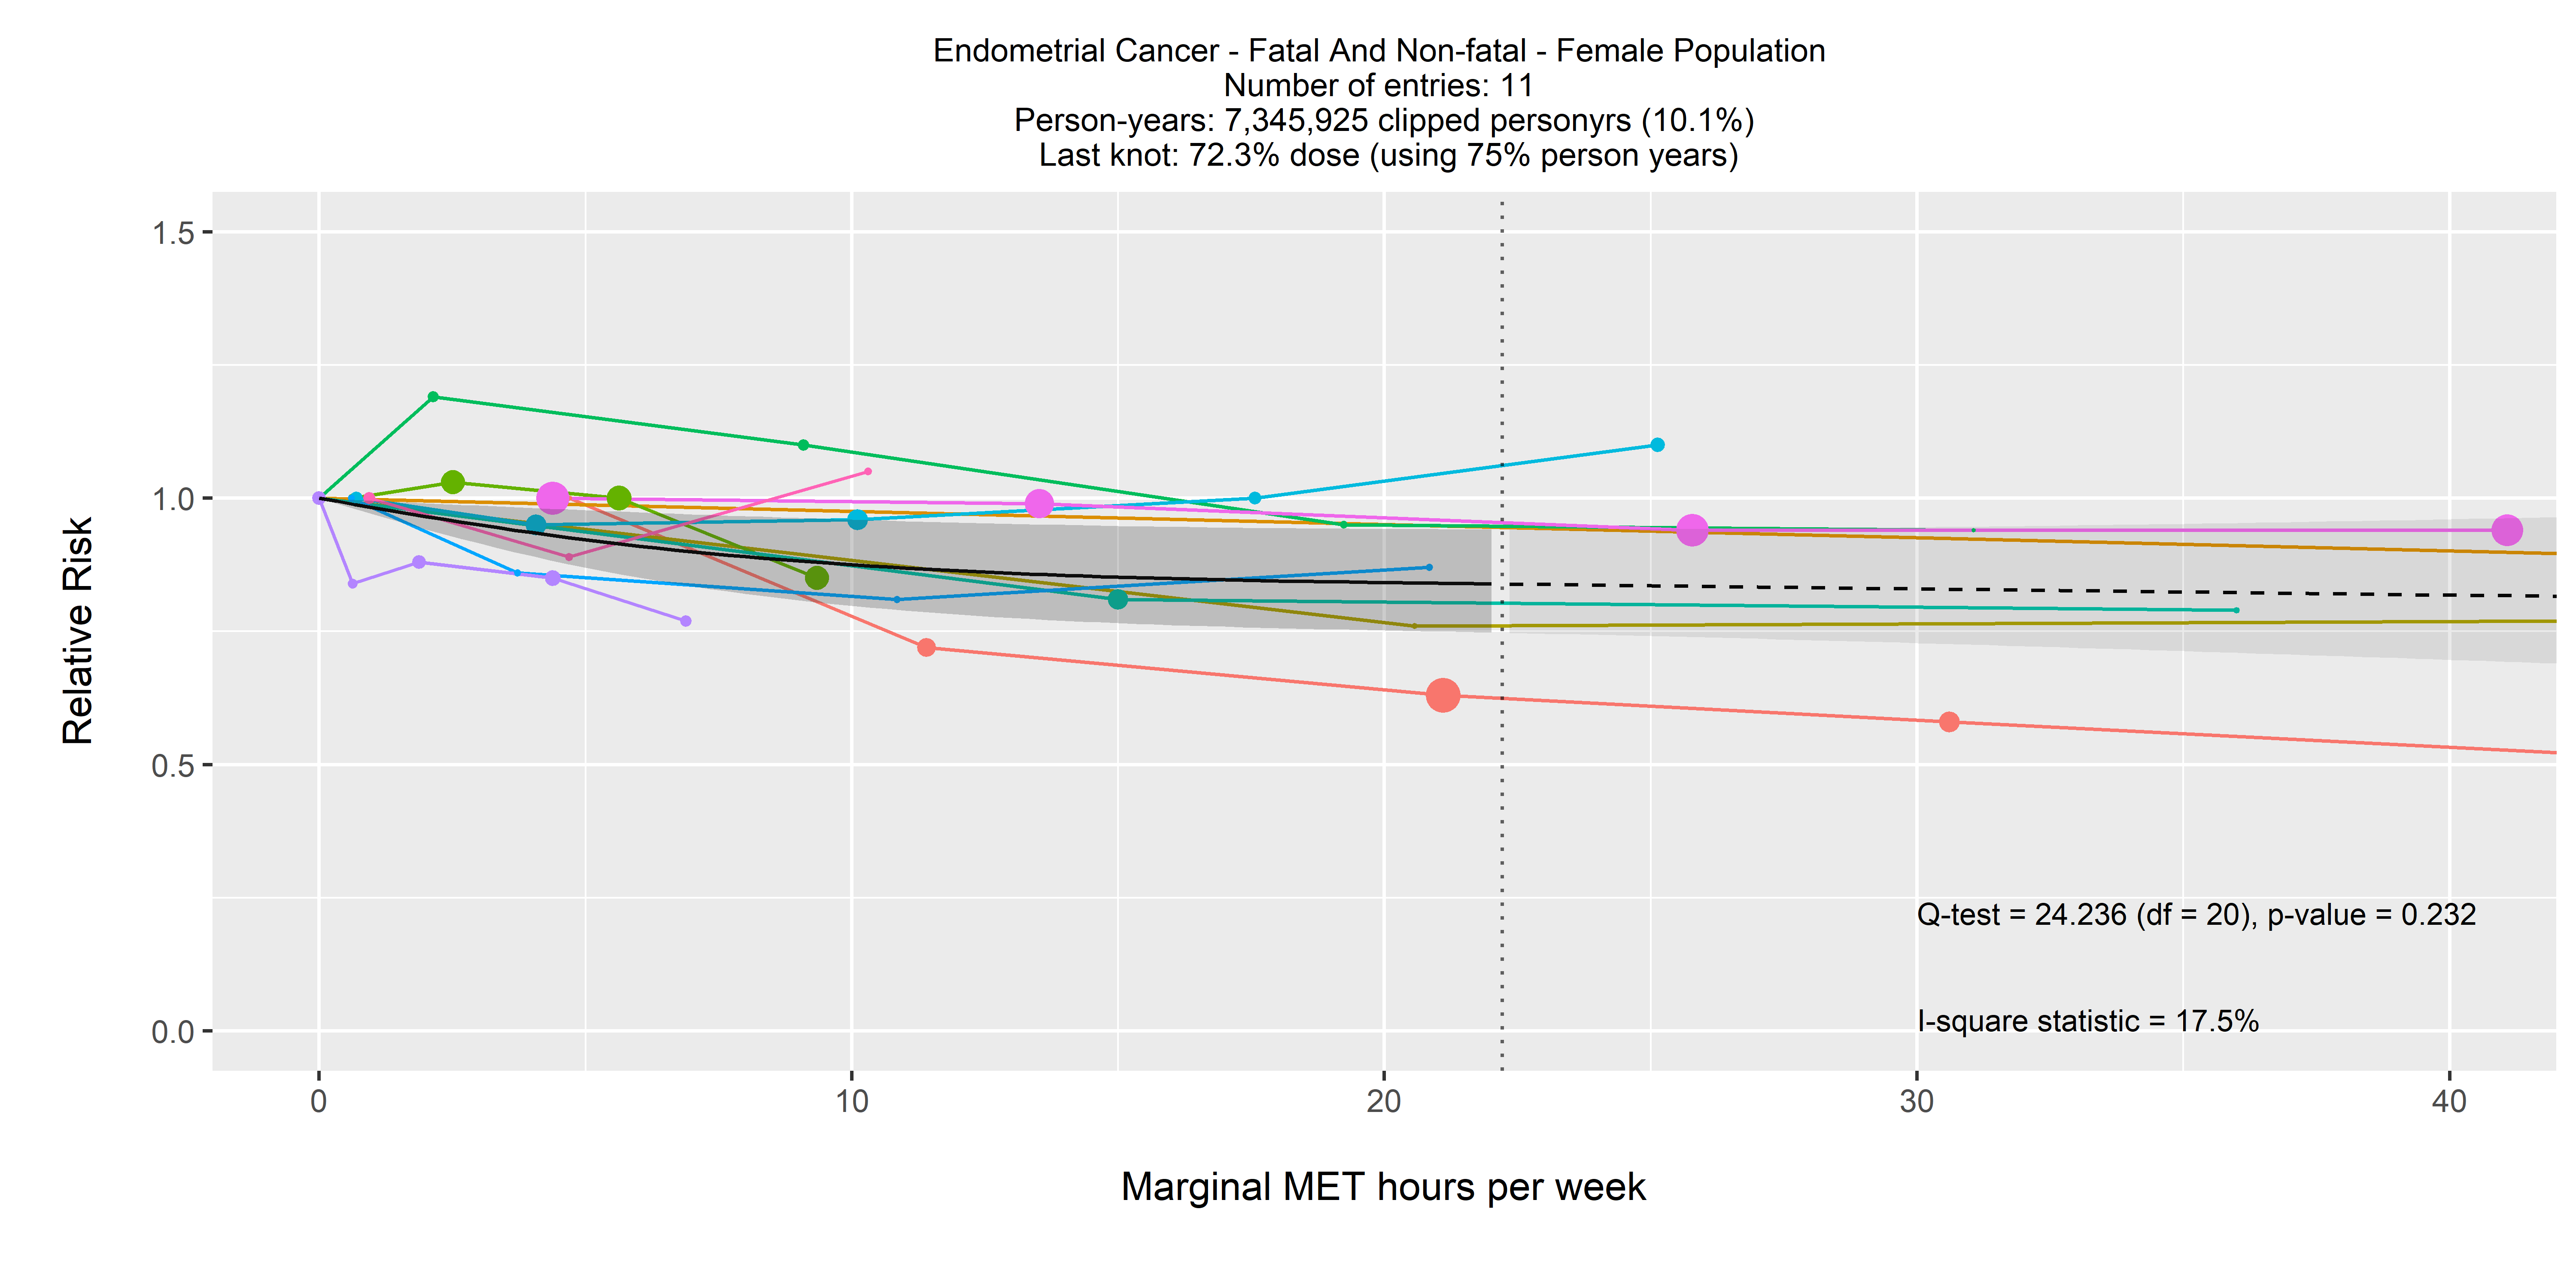 Endometrial Cancer - Fatal And Non-fatal - Female Population
Number of entries: 11
Person-years: 7,345,925 clipped personyrs (10.1%)
Last knot: 72.3% dose (using 75% person years)
1.5
1.0
0.5
0.0
Relative Risk
Q-test = 24.236 (df = 20), p-value = 0.232
I-square statistic = 17.5%
0 10 20 30 40
Marginal MET hours per week